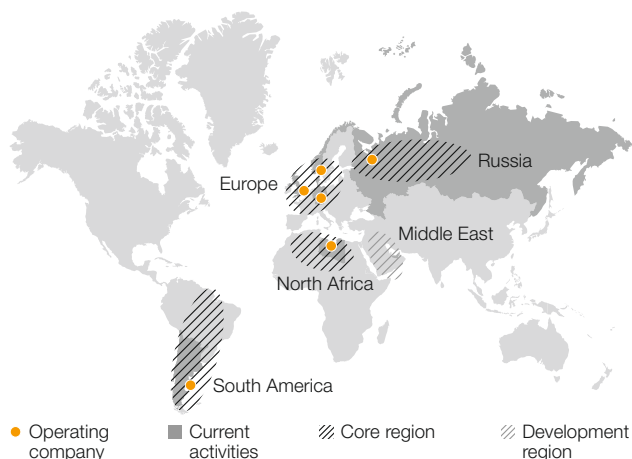 Russia
Europe
Middle East
North Africa
South America
Operating
company
Current
activities
Core region
Development
region